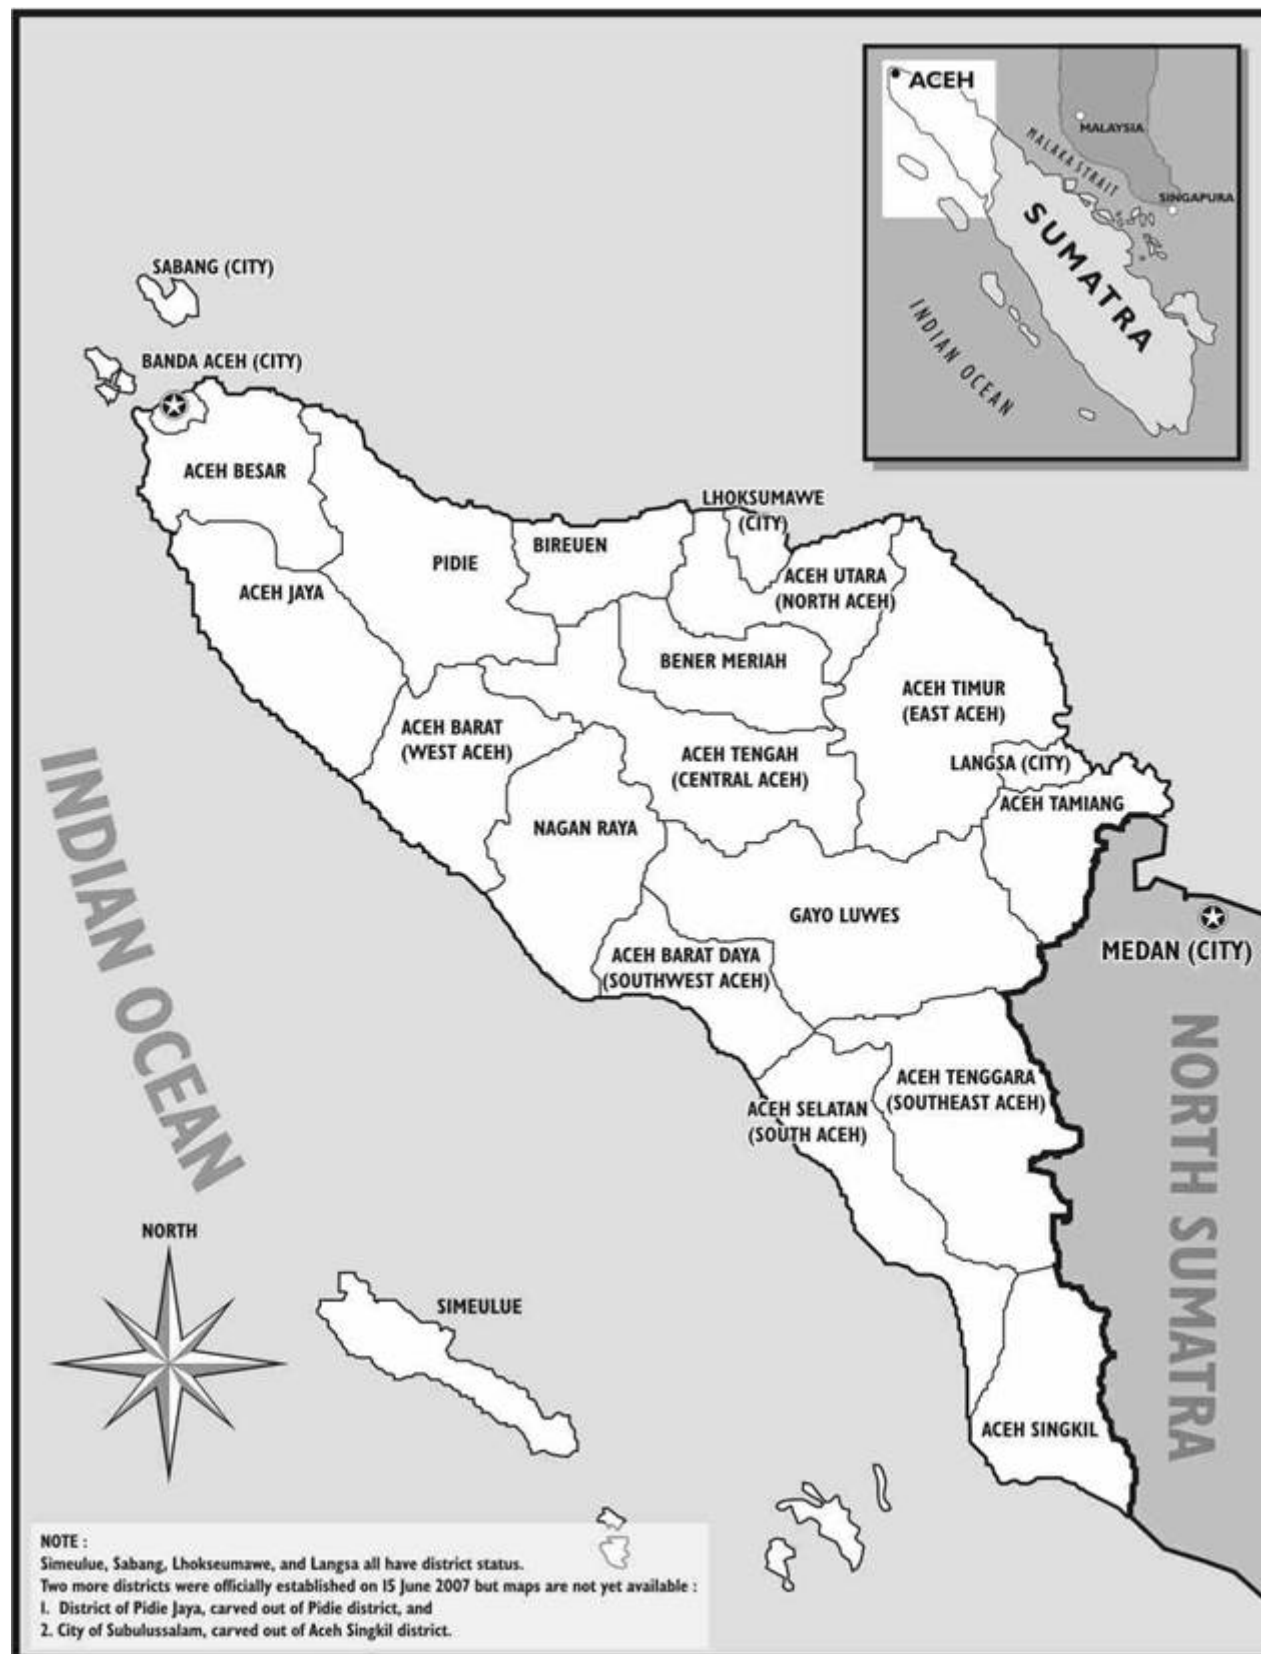 ACEH
MALAYSIA
MALAKA STRAIT
SINGAPURA
SUMATRA
INDIAN OCEAN
SABANG (CITY)
BANDA ACEH (CITY)
ACEH BESAR
LHOKSUMAWE
(CITY)
PIDIE
BIREUEN
ACEH UTARA
(NORTH ACEH)
ACEH JAYA
BENER MERIAH
ACEH TIMUR
(EAST ACEH)
ACEH BARAT
(WEST ACEH)
ACEH TENGAH
(CENTRAL ACEH)
LANGSA (CITY)
ACEH TAMIANG
NAGAN RAYA
GAYO LUWES
MEDAN (CITY)
ACEH BARAT DAYA
(SOUTHWEST ACEH)
INDIAN OCEAN
ACEH TENGGARA
(SOUTHEAST ACEH)
ACEH SELATAN
(SOUTH ACEH)
NORTH SUMATRA
NORTH
SIMEULUE
ACEH SINGKIL
NOTE :
Simeulue, Sabang, Lhokseumawe, and Langsa all have district status.
Two more districts were officially established on 15 June 2007 but maps are not yet available :
1. District of Pidie Jaya, carved out of Pidie district, and
2. City of Subulussalam, carved out of Aceh Singkil district.